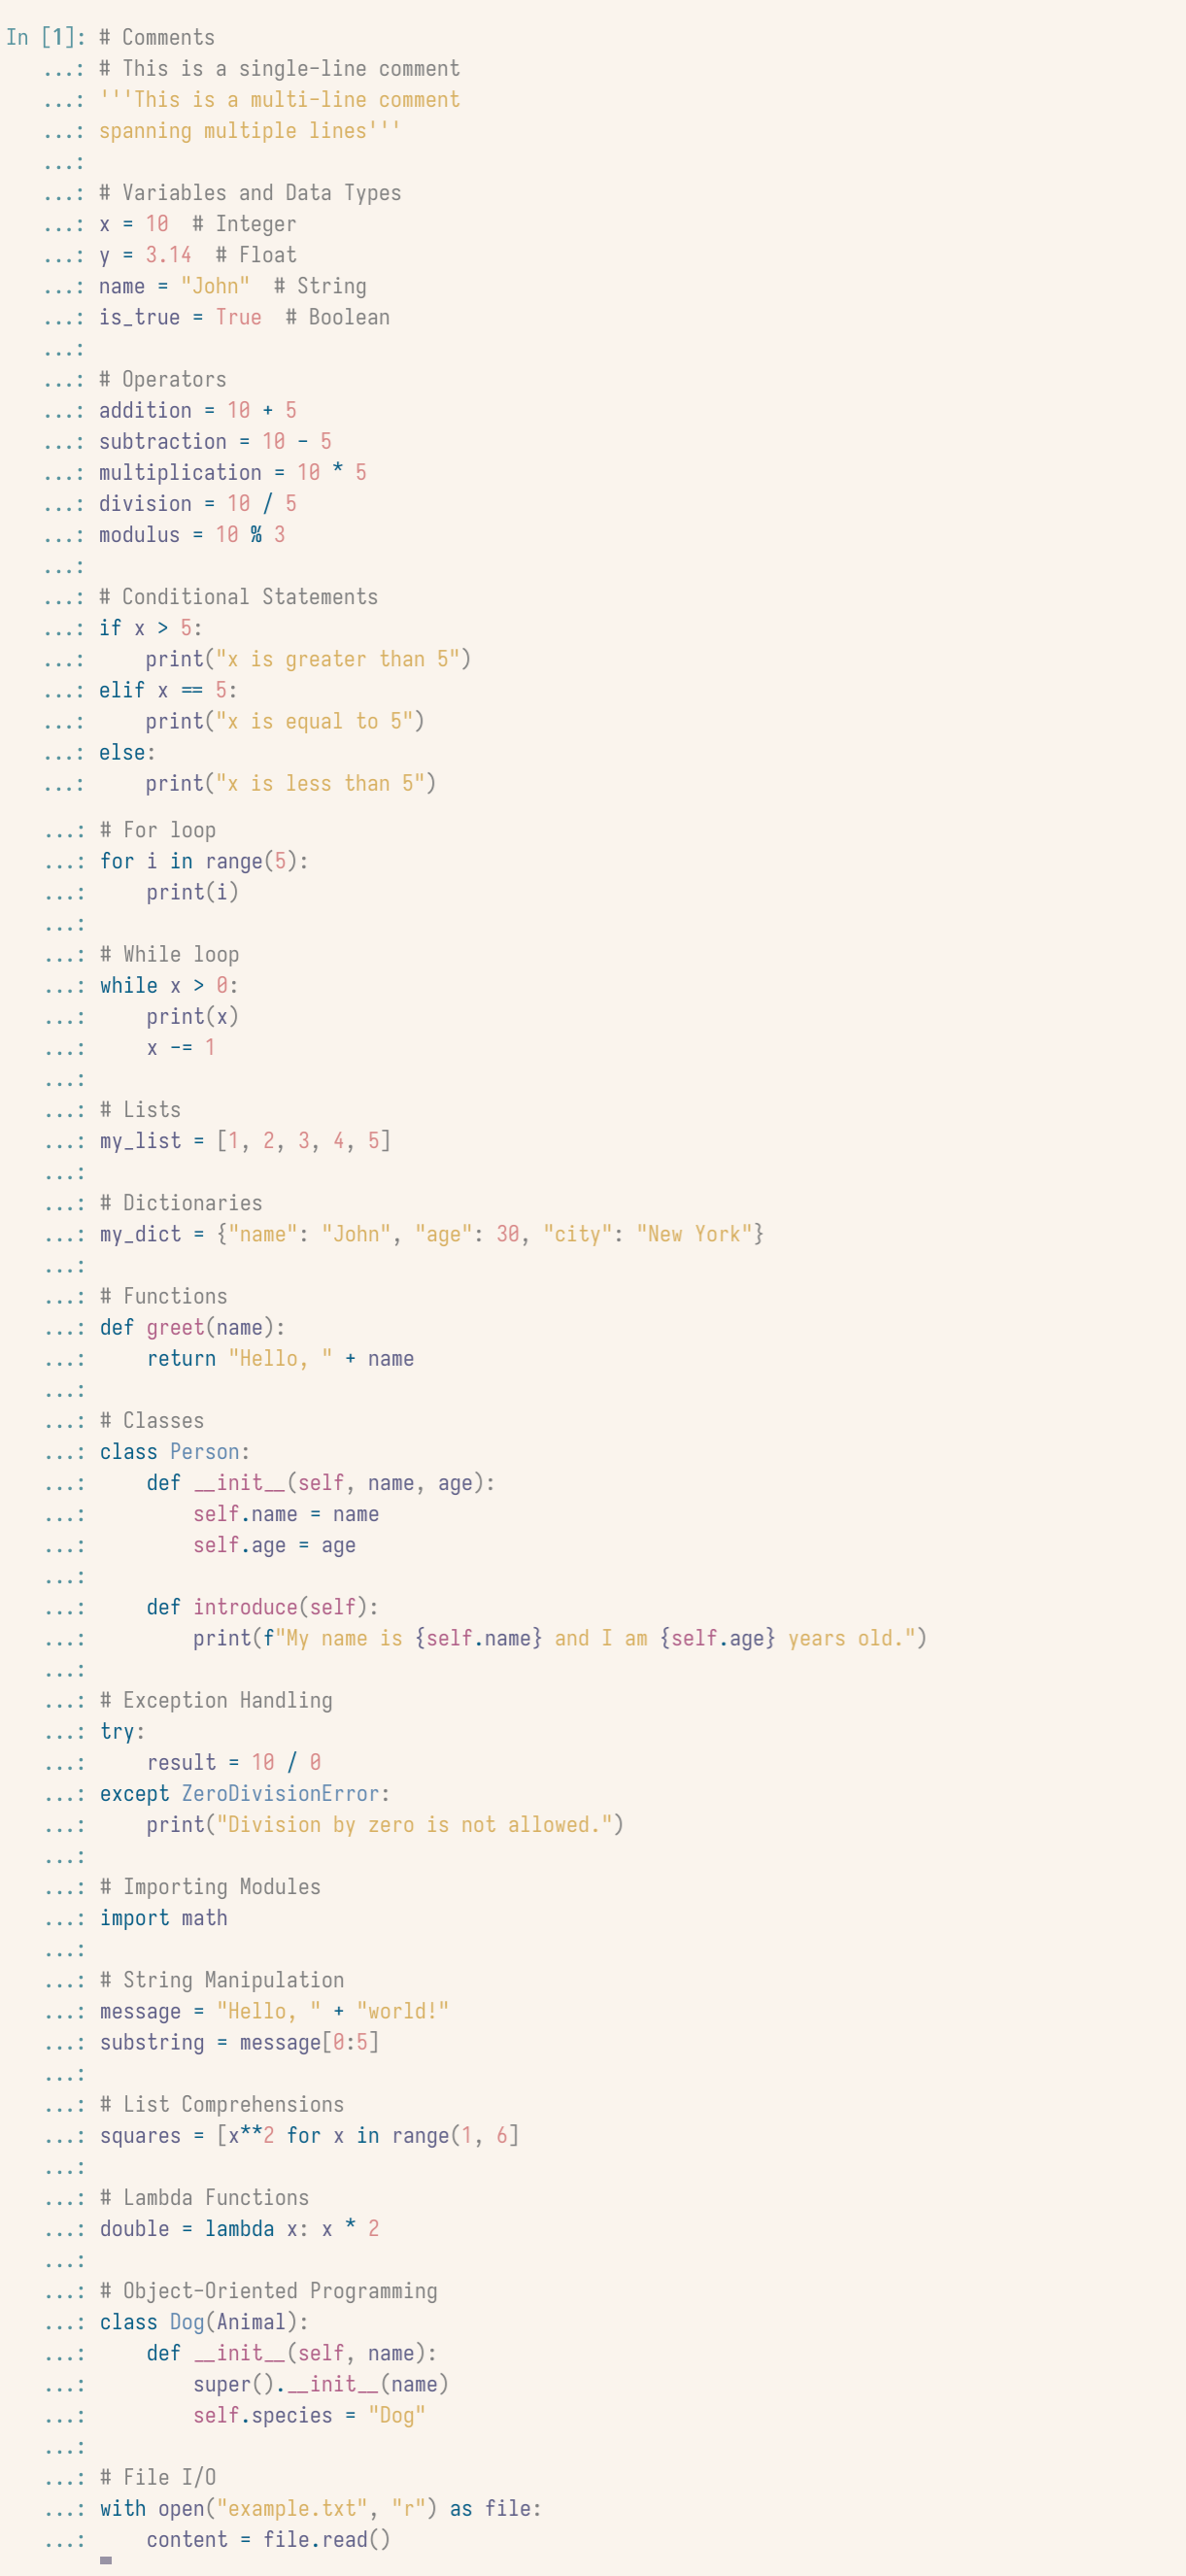 In [1]: # Comments
   ...: # This is a single-line comment
   ...: '''This is a multi-line comment
   ...: spanning multiple lines'''
   ...:
   ...: # Variables and Data Types
   ...: x = 10  # Integer
   ...: y = 3.14  # Float
   ...: name = "John"  # String
   ...: is_true = True  # Boolean
   ...:
   ...: # Operators
   ...: addition = 10 + 5
   ...: subtraction = 10 - 5
   ...: multiplication = 10 * 5
   ...: division = 10 / 5
   ...: modulus = 10 % 3
   ...:
   ...: # Conditional Statements
   ...: if x > 5:
   ...:     print("x is greater than 5")
   ...: elif x == 5:
   ...:     print("x is equal to 5")
   ...: else:
   ...:     print("x is less than 5")
   ...: # For loop
   ...: for i in range(5):
   ...:     print(i)
   ...:
   ...: # While loop
   ...: while x > 0:
   ...:     print(x)
   ...:     x -= 1
   ...:
   ...: # Lists
   ...: my_list = [1, 2, 3, 4, 5]
   ...:
   ...: # Dictionaries
   ...: my_dict = {"name": "John", "age": 30, "city": "New York"}
   ...:
   ...: # Functions
   ...: def greet(name):
   ...:     return "Hello, " + name
   ...:
   ...: # Classes
   ...: class Person:
   ...:     def __init__(self, name, age):
   ...:         self.name = name
   ...:         self.age = age
   ...:
   ...:     def introduce(self):
   ...:         print(f"My name is {self.name} and I am {self.age} years old.")
   ...:
   ...: # Exception Handling
   ...: try:
   ...:     result = 10 / 0
   ...: except ZeroDivisionError:
   ...:     print("Division by zero is not allowed.")
   ...:
   ...: # Importing Modules
   ...: import math
   ...:
   ...: # String Manipulation
   ...: message = "Hello, " + "world!"
   ...: substring = message[0:5]
   ...:
   ...: # List Comprehensions
   ...: squares = [x**2 for x in range(1, 6]
   ...:
   ...: # Lambda Functions
   ...: double = lambda x: x * 2
   ...:
   ...: # Object-Oriented Programming
   ...: class Dog(Animal):
   ...:     def __init__(self, name):
   ...:         super().__init__(name)
   ...:         self.species = "Dog"
   ...:
   ...: # File I/O
   ...: with open("example.txt", "r") as file:
   ...:     content = file.read()